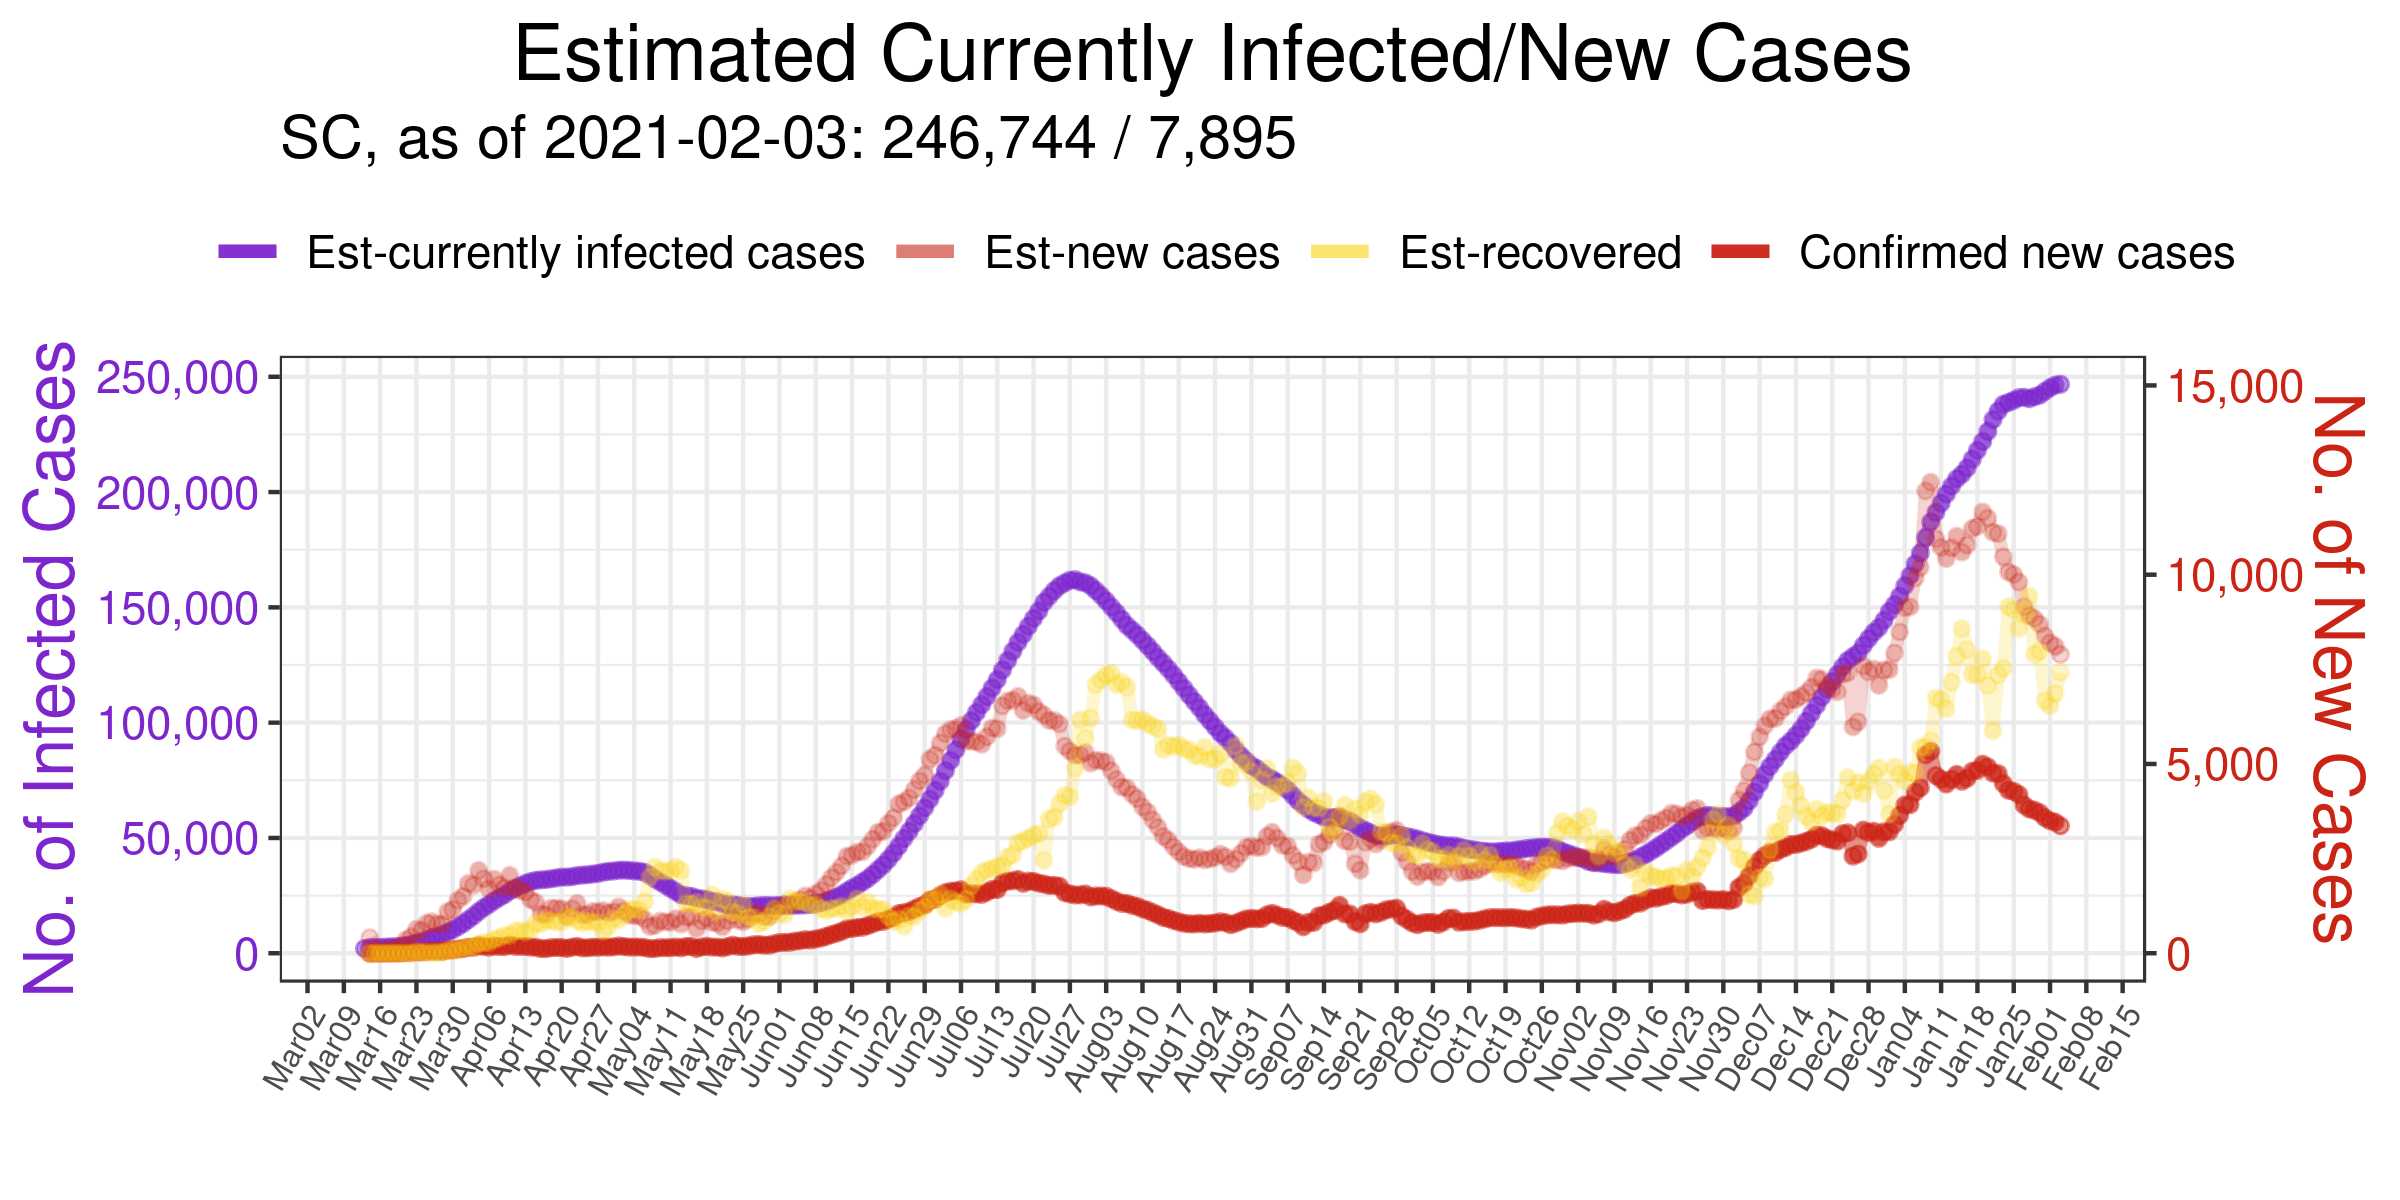 Estimated Currently Infected/New Cases
SC, as of 2021-02-03: 246,744 / 7,895
Est-currently infected cases Est-new cases Est-recovered Confirmed new cases
No. of Infected Cases
250,000
200,000
150,000
100,000
50,000
0
15,000
10,000
5,000
0
No. of New Cases
Mar02 Mar09 Mar16 Mar23 Mar30 Apr06 Apr13 Apr20 Apr27 May04 May11 May18 May25 Jun01 Jun08 Jun15 Jun22 Jun29 Jul06 Jul13 Jul20 Jul27 Aug03 Aug10 Aug17 Aug24 Aug31 Sep07 Sep14 Sep21 Sep28 Oct05 Oct12 Oct19 Oct26 Nov02 Nov09 Nov16 Nov23 Nov30 Dec07 Dec14 Dec21 Dec28 Jan04 Jan11 Jan18 Jan25 Feb01 Feb08 Feb15